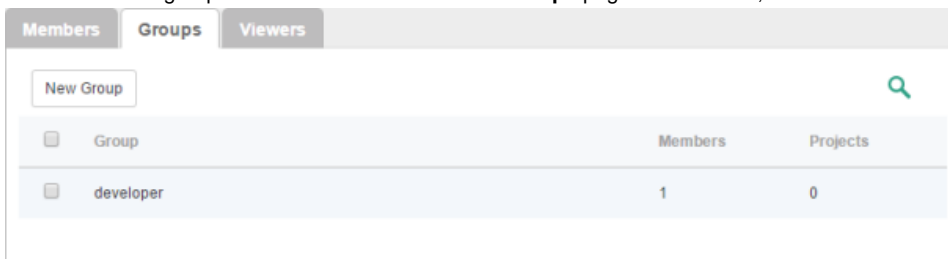 Members Groups Viewers
New Group
Group Members Projects
developer 1 0